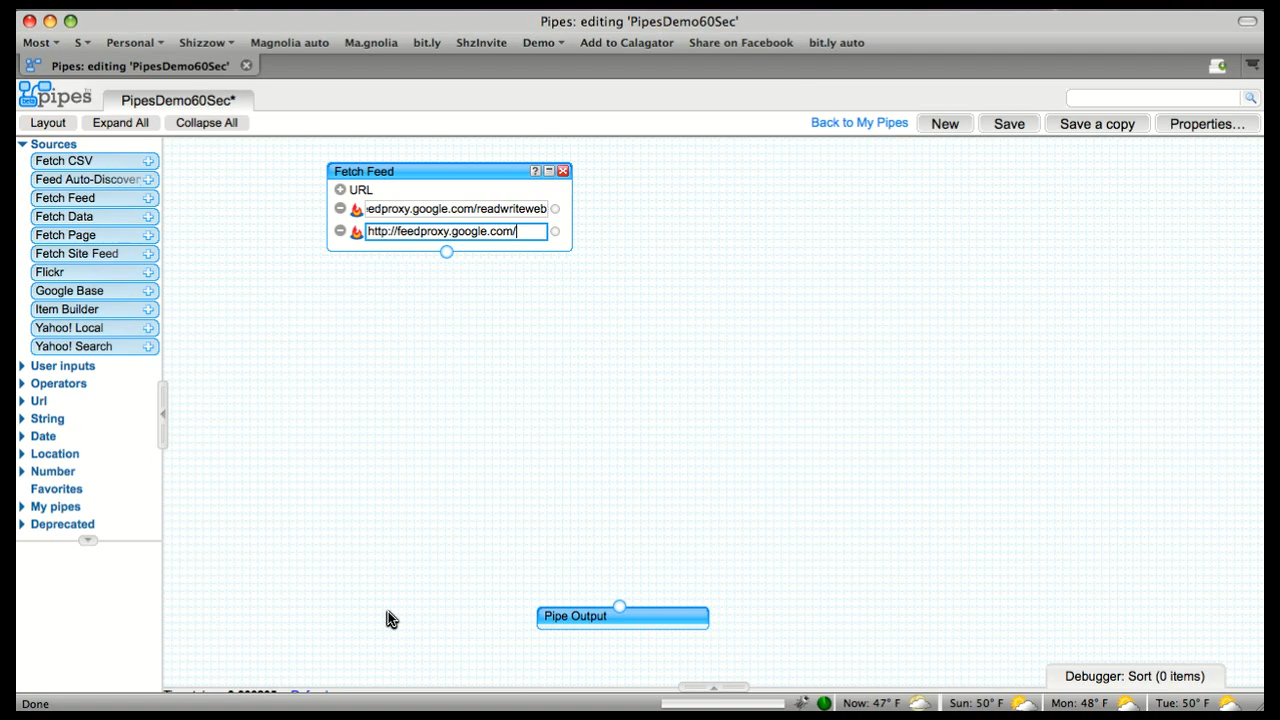 Pipes: editing 'PipesDemo60Sec'
Most S Personal Shizzow Magnolia auto Ma.gnolia bit.ly ShzInvite Demo Add to Calagator Share on Facebook bit.ly auto
Pipes: editing 'PipesDemo60Sec'
beta pipes PipesDemo60Sec*
Layout Expand All Collapse All Back to My Pipes New Save Save a copy Properties...
Sources
Fetch CSV
Feed Auto-Discover
Fetch Feed
Fetch Data
Fetch Page
Fetch Site Feed
Flickr
Google Base
Item Builder
Yahoo! Local
Yahoo! Search
User inputs
Operators
Url
String
Date
Location
Number
Favorites
My pipes
Deprecated
Fetch Feed ?
URL
edproxy.google.com/readwriteweb
http://feedproxy.google.com/
Pipe Output
Debugger: Sort (0 items)
Done Now: 47° F Sun: 50° F Mon: 48° F Tue: 50° F